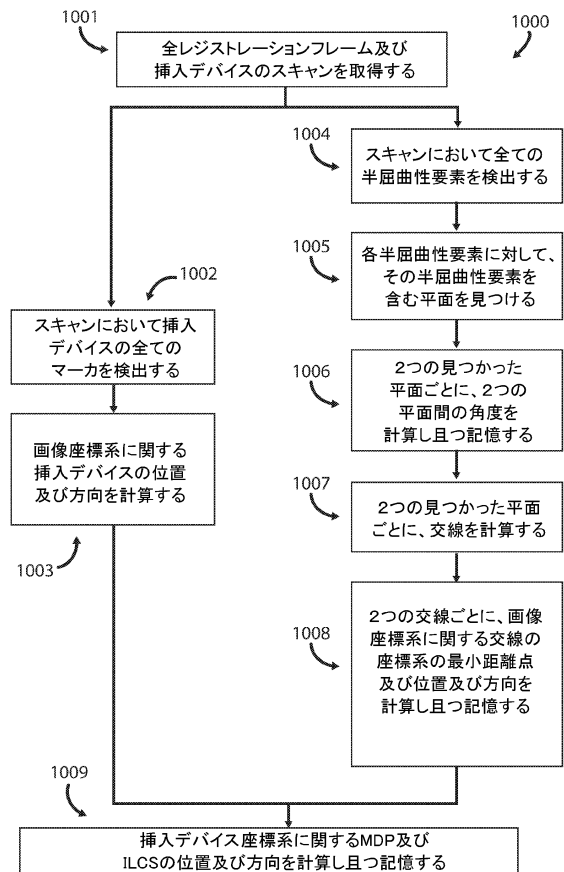 1001
1000
全レジストレーションフレーム及び
挿入デバイスのスキャンを取得する
1004
スキャンにおいて全ての
半屈曲性要素を検出する
1005
各半屈曲性要素に対して、
その半屈曲性要素を
含む平面を見つける
1002
スキャンにおいて挿入
デバイスの全ての
マーカを検出する
1006
2つの見つかった
平面ごとに、2つの
平面間の角度を
計算し且つ記憶する
画像座標系に関する
挿入デバイスの位置
及び方向を計算する
1003
1007
2つの見つかった平面
ごとに、交線を計算する
1008
2つの交線ごとに、画像
座標系に関する交線の
座標系の最小距離点
及び位置及び方向を
計算し且つ記憶する
1009
挿入デバイス座標系に関するMDP及び
ILCSの位置及び方向を計算し且つ記憶する